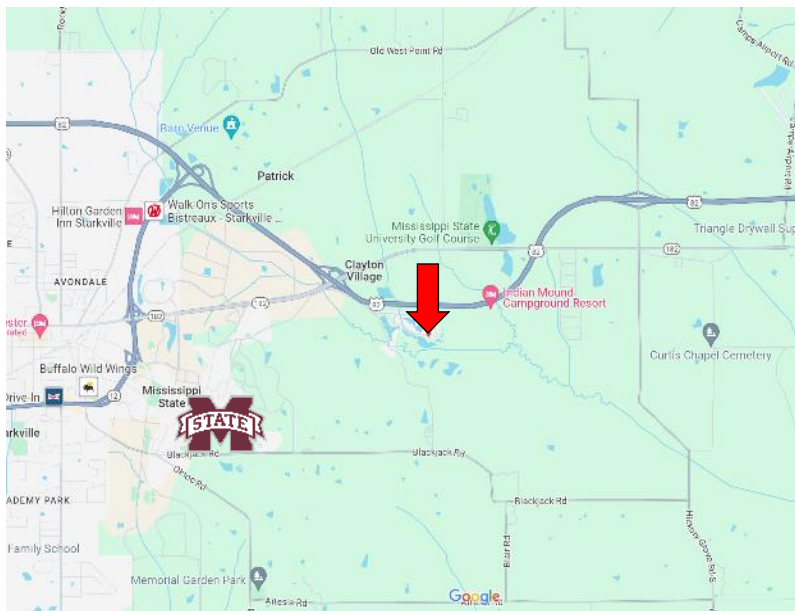 Old West Point Rd
82
Barn Venue
Patrick
Hilton Garden
Inn Starkville
Walk On's Sports
Bistreaux - Starkville ...
82
Mississippi State
University Golf Course
82
182
Triangle Drywall Sup
Clayton
Village
AVONDALE
82
Indian Mound
Campground Resort
182
182
Curtis Chapel Cemetery
Buffalo Wild Wings
Mississippi
State
Drive-In
12
arkville
M
STATE
Blackjack Rd
Blackjack Rd
Blackjack Rd
ADEMY PARK
Blair Rd
Hickory Grove Rd S
Family School
Memorial Garden Park
Google